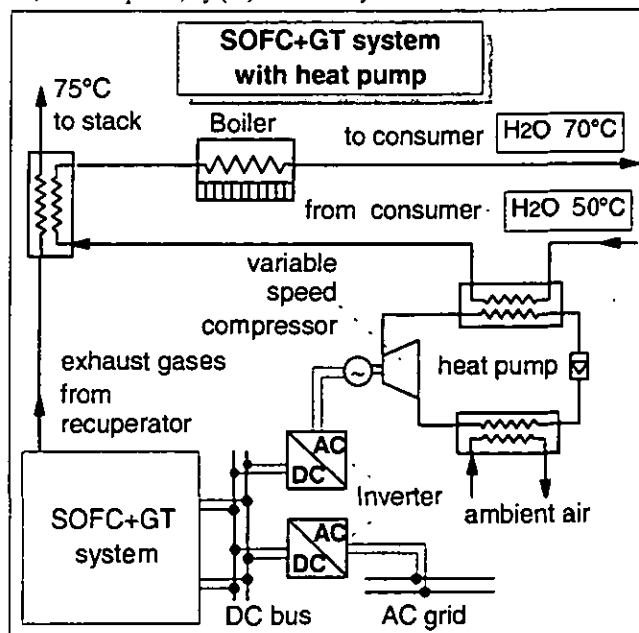 SOFC+GT system
with heat pump
75°C
to stack
Boiler
to consumer
H2O 70°C
from consumer
H2O 50°C
variable
speed
compressor
heat pump
exhaust gases
from
recuperator
~
AC
DC
Inverter
ambient air
SOFC+GT
system
AC
DC
DC bus
AC grid